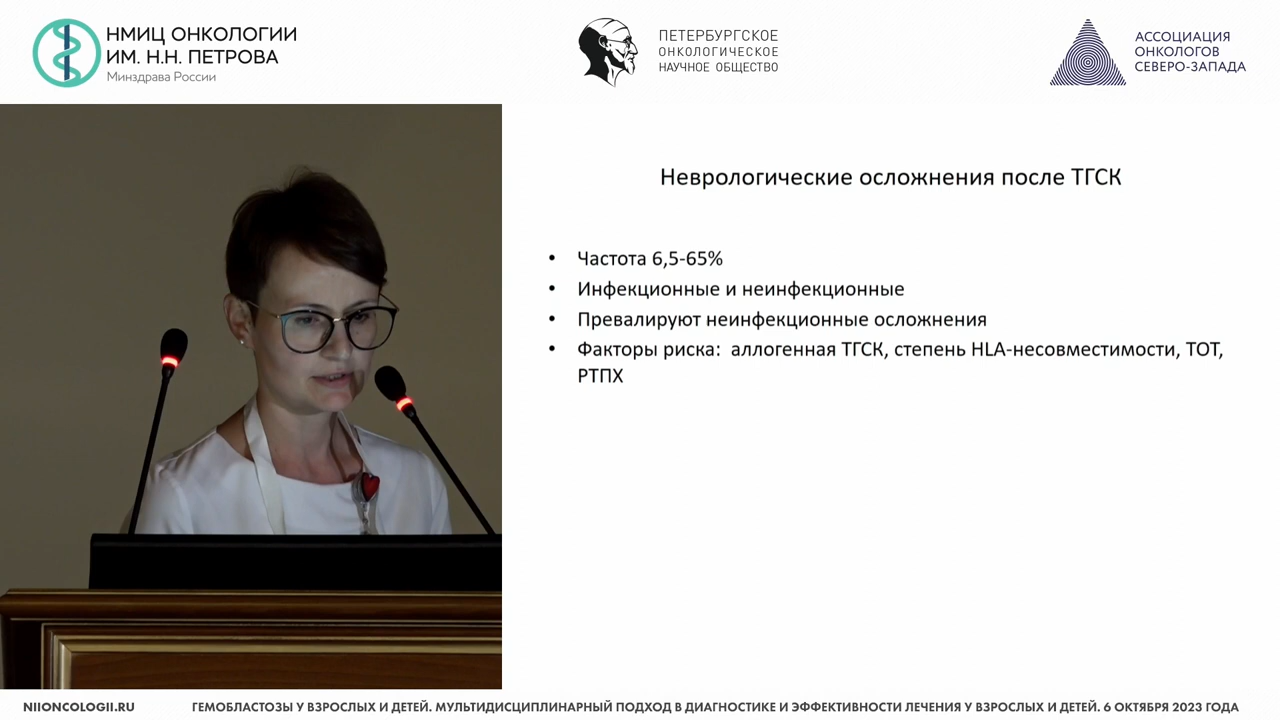 НМИЦ ОНКОЛОГИИ
ИМ. Н.Н. ПЕТРОВА
Минздрава России
ПЕТЕРБУРГСКОЕ
ОНКОЛОГИЧЕСКОЕ
НАУЧНОЕ ОБЩЕСТВО
АССОЦИАЦИЯ
ОНКОЛОГОВ
СЕВЕРО-ЗАПАДА
Неврологические осложнения после ТГСК
• Частота 6,5-65%
• Инфекционные и неинфекционные
• Превалируют неинфекционные осложнения
• Факторы риска: аллогенная ТГСК, степень HLA-несовместимости, ТОТ,
РТПХ
NIIONCOLOGII.RU
ГЕМОБЛАСТОЗЫ У ВЗРОСЛЫХ И ДЕТЕЙ. МУЛЬТИДИСЦИПЛИНАРНЫЙ ПОДХОД В ДИАГНОСТИКЕ И ЭФФЕКТИВНОСТИ ЛЕЧЕНИЯ У ВЗРОСЛЫХ И ДЕТЕЙ. 6 ОКТЯБРЯ 2023 ГОДА